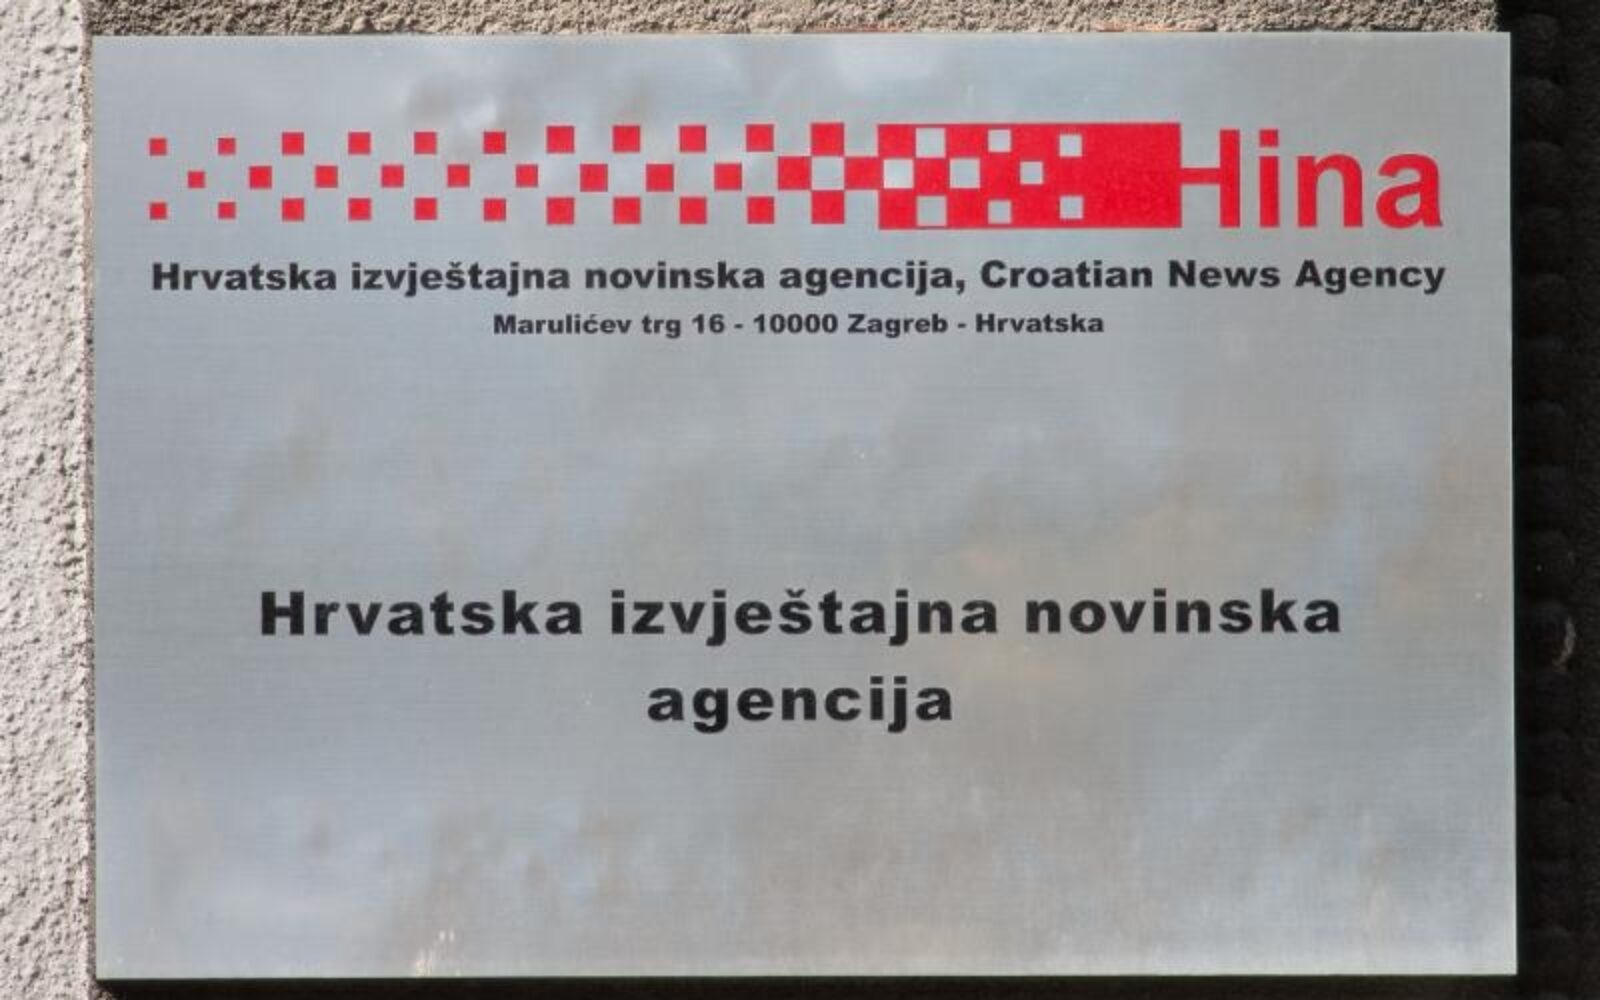 Hina
Hrvatska izvještajna novinska agencija, Croatian News Agency
Marulićev trg 16 - 10000 Zagreb - Hrvatska
Hrvatska izvještajna novinska
agencija